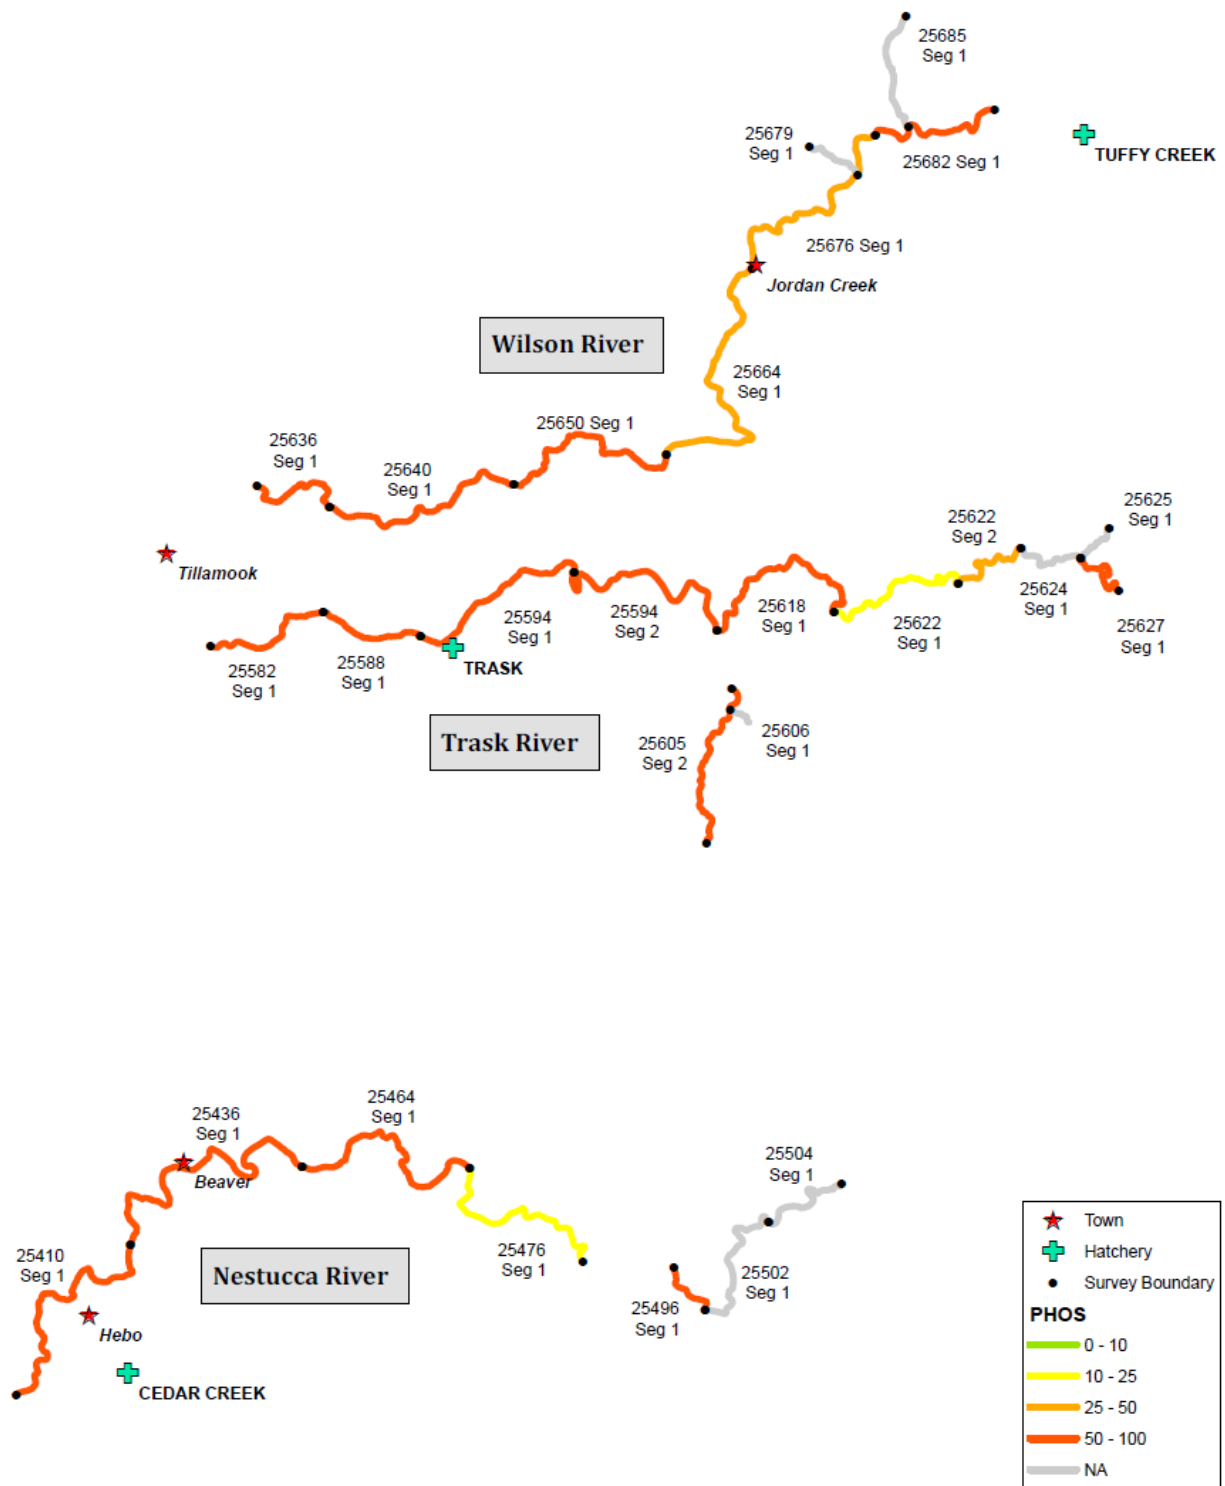 25685
Seg 1
25679
Seg 1
TUFFY CREEK
25682 Seg 1
25676 Seg 1
Jordan Creek
Wilson River
25664
Seg 1
25650 Seg 1
25636
Seg 1
25640
Seg 1
25625
Seg 1
25622
Seg 2
Tillamook
25624
Seg 1
25594
Seg 1
25594
Seg 2
25618
Seg 1
25622
Seg 1
25627
Seg 1
25582
Seg 1
25588
Seg 1
TRASK
Trask River
25605
Seg 2
25606
Seg 1
25464
Seg 1
25436
Seg 1
Beaver
25504
Seg 1
25410
Seg 1
Nestucca River
25476
Seg 1
25502
Seg 1
25496
Seg 1
Hebo
CEDAR CREEK
Town
Hatchery
Survey Boundary
PHOS
0 - 10
10 - 25
25 - 50
50 - 100
NA